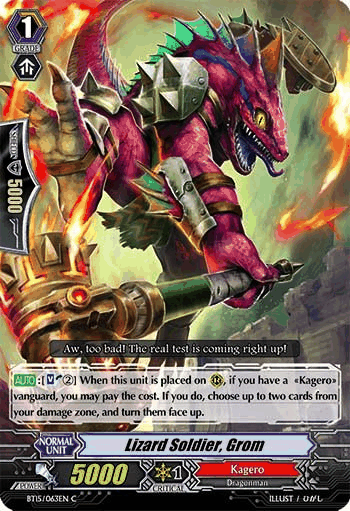 1
GRADE
SHIELD
5000
Aw, too bad! The real test is coming right up!
AUTO :[ V ②] When this unit is placed on R , if you have a «Kagero»
vanguard, you may pay the cost. If you do, choose up to two cards from
your damage zone, and turn them face up.
BT15/063EN C
NORMAL
UNIT
Lizard Soldier, Grom
POWER
5000
1
CRITICAL
Kagero
Dragonman
ILLUST